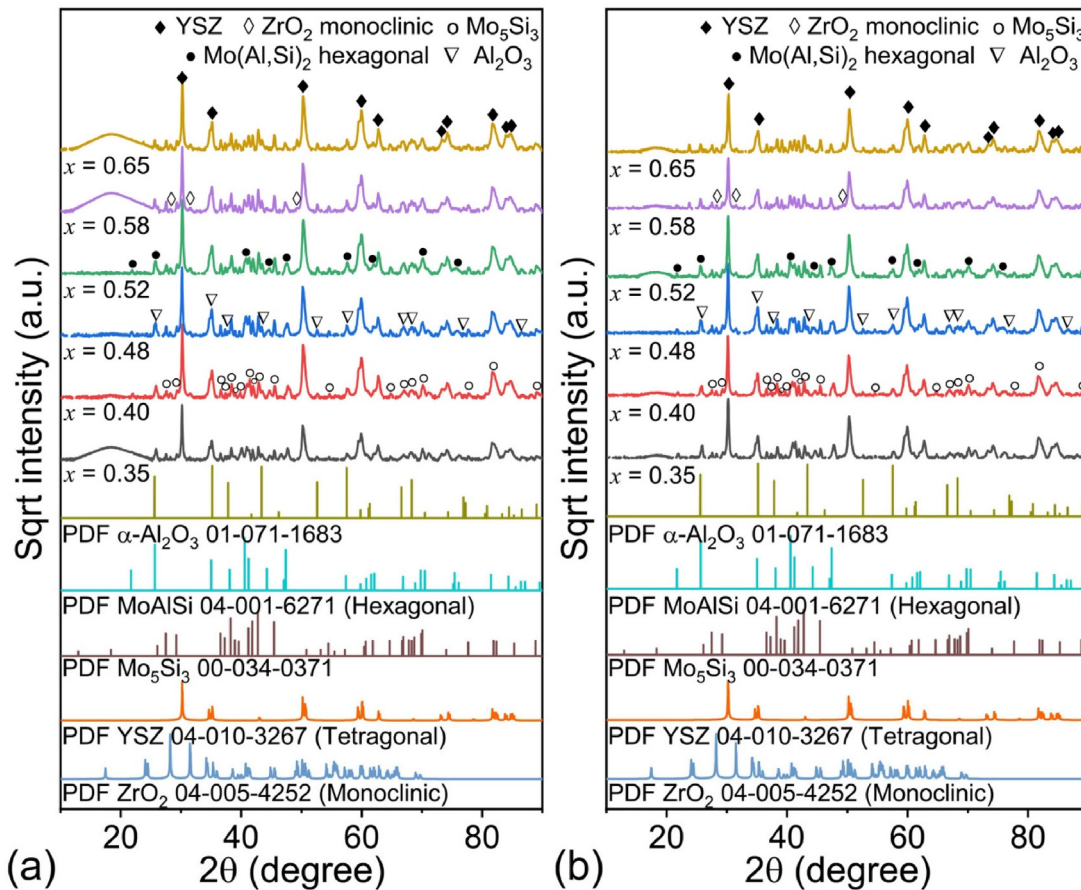 ◆ YSZ ◊ ZrO₂ monoclinic o Mo₅Si₃
● Mo(Al,Si)₂ hexagonal ▽ Al₂O₃
x = 0.65
x = 0.58
x = 0.52
x = 0.48
x = 0.40
x = 0.35
PDF α-Al₂O₃ 01-071-1683
PDF MoAlSi 04-001-6271 (Hexagonal)
PDF Mo₅Si₃ 00-034-0371
PDF YSZ 04-010-3267 (Tetragonal)
PDF ZrO₂ 04-005-4252 (Monoclinic)
Sqrt intensity (a.u.)
20 40 60 80
2θ (degree)
(a)
◆ YSZ ◊ ZrO₂ monoclinic o Mo₅Si₃
● Mo(Al,Si)₂ hexagonal ▽ Al₂O₃
x = 0.65
x = 0.58
x = 0.52
x = 0.48
x = 0.40
x = 0.35
PDF α-Al₂O₃ 01-071-1683
PDF MoAlSi 04-001-6271 (Hexagonal)
PDF Mo₅Si₃ 00-034-0371
PDF YSZ 04-010-3267 (Tetragonal)
PDF ZrO₂ 04-005-4252 (Monoclinic)
Sqrt intensity (a.u.)
20 40 60 80
2θ (degree)
(b)